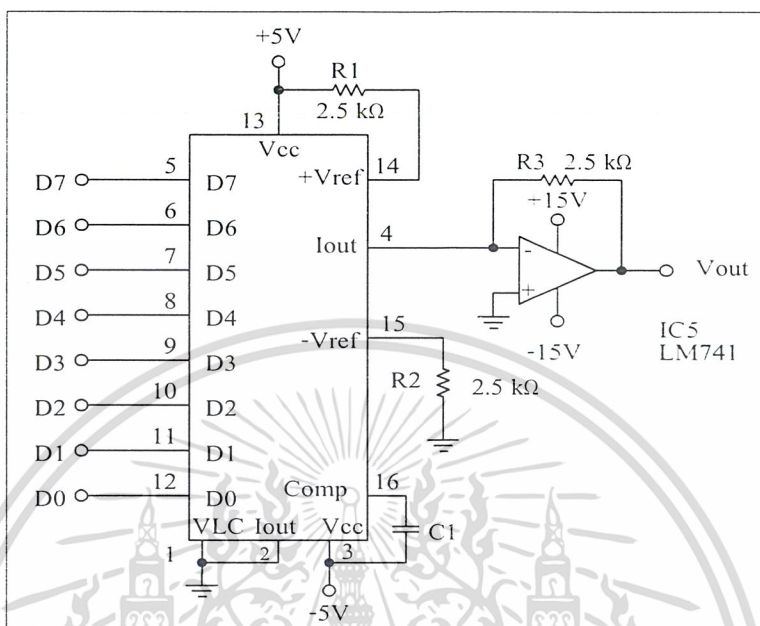 +5V
R1
2.5 kΩ
13
Vcc
D7 5 D7
+Vref 14
R3 2.5 kΩ
+15V
D6 6 D6
Iout 4
-
+
Vout
D5 7 D5
D4 8 D4
-Vref 15
-15V
IC5
LM741
D3 9 D3
R2 2.5 kΩ
D2 10 D2
D1 11 D1
D0 12 D0
Comp 16
C1
VLC Iout Vcc
1 2 3
-5V